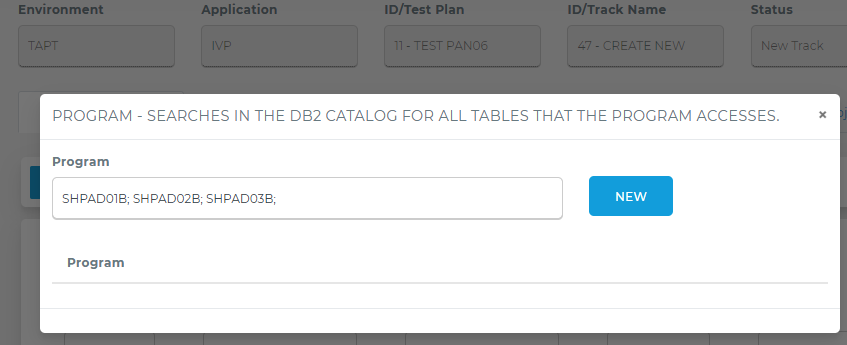 Environment Application ID/Test Plan ID/Track Name Status
TAPT IVP 11 - TEST PAN06 47 - CREATE NEW New Track
PROGRAM - SEARCHES IN THE DB2 CATALOG FOR ALL TABLES THAT THE PROGRAM ACCESSES. ×
Program
SHPAD01B; SHPAD02B; SHPAD03B; NEW
Program